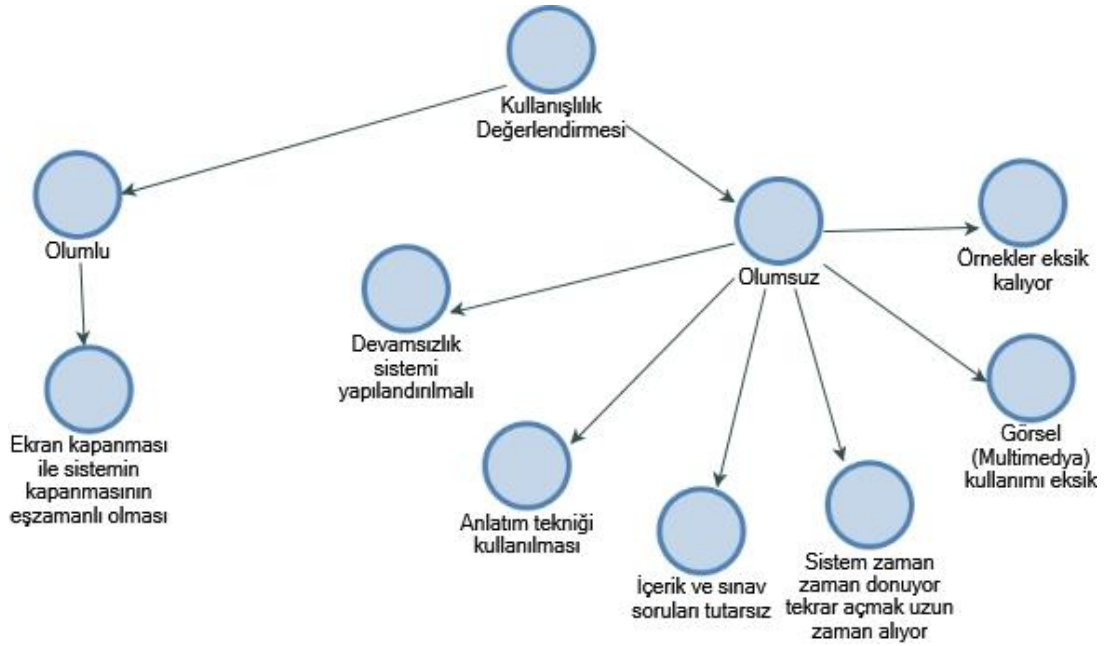 Kullanışlılık
Değerlendirmesi
Olumlu
Ekran kapanması
ile sistemin
kapanmasının
eşzamanlı olması
Olumsuz
Devamsızlık
sistemi
yapılandırılmalı
Anlatım tekniği
kullanılması
İçerik ve sınav
soruları tutarsız
Sistem zaman
zaman donuyor
tekrar açmak uzun
zaman alıyor
Görsel
(Multimedya)
kullanımı eksik
Örnekler eksik
kalıyor